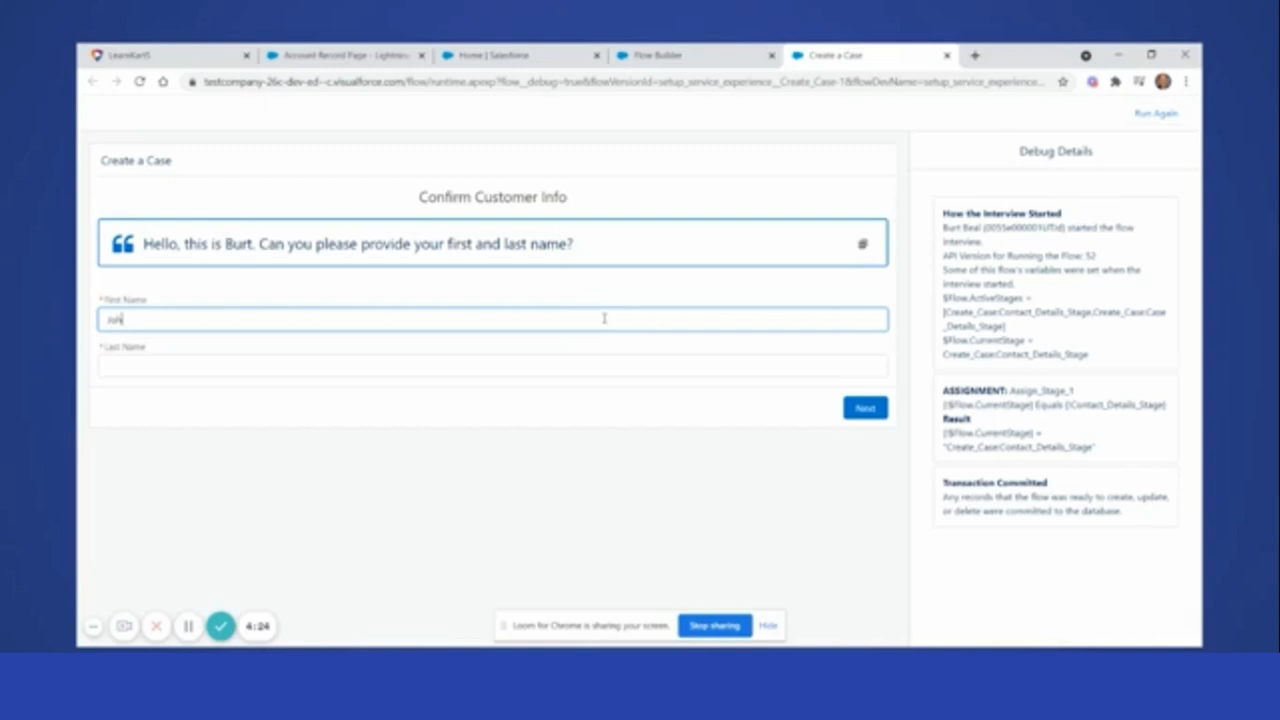 LearnKarts
Account Record Page - Lightning
Home | Salesforce
Flow Builder
Create a Case
testcompany-26c-dev-ed--c.visualforce.com/flow/runtime.apexp?flow__debug=true&flowVersionId=setup_service_experience__Create_Case-1&flowDevName=setup_service_experience...
Run Again
Create a Case
Confirm Customer Info
Hello, this is Burt. Can you please provide your first and last name?
*First Name
*Last Name
Next
Debug Details
How the Interview Started
Burt Beal started the flow
interview.
API Version for Running the Flow: 52
Some of this flow's variables were set when the
interview started.
$Flow.ActiveStages =
[Create_Case:Contact_Details_Stage,Create_Case:Case
_Details_Stage]
$Flow.CurrentStage =
Create_Case:Contact_Details_Stage
ASSIGNMENT: Assign_Stage_1
{!$Flow.CurrentStage} Equals {!Contact_Details_Stage}
Result
{!$Flow.CurrentStage} =
"Create_Case:Contact_Details_Stage"
Transaction Committed
Any records that the flow was ready to create, update,
or delete were committed to the database.
4:24
Loom for Chrome is sharing your screen.
Stop sharing
Hide